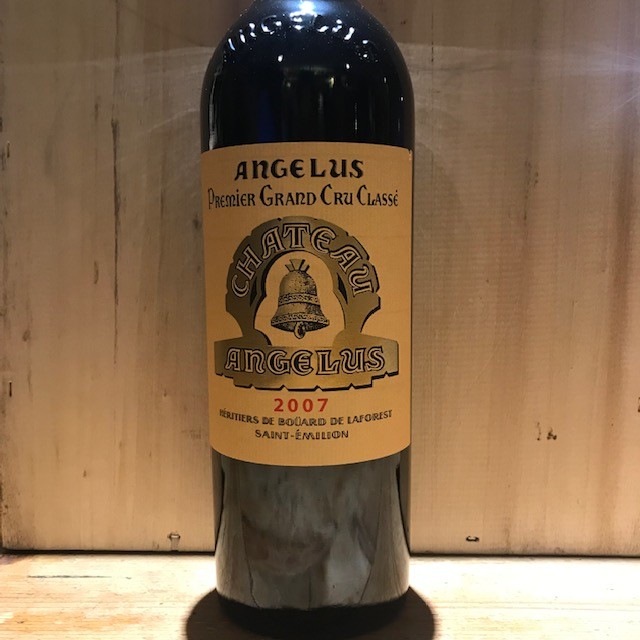 ANGELUS
PREMIER GRAND CRU CLASSÉ
CHATEAU
ANGELUS
2007
HÉRITIERS DE BOÜARD DE LAFOREST
SAINT-ÉMILION